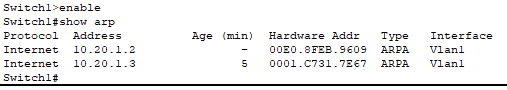 Switch1>enable
Switch1#show arp
Protocol  Address          Age (min)  Hardware Addr   Type   Interface
Internet  10.20.1.2               -   00E0.8FEB.9609  ARPA   Vlan1
Internet  10.20.1.3               5   0001.C731.7E67  ARPA   Vlan1
Switch1#